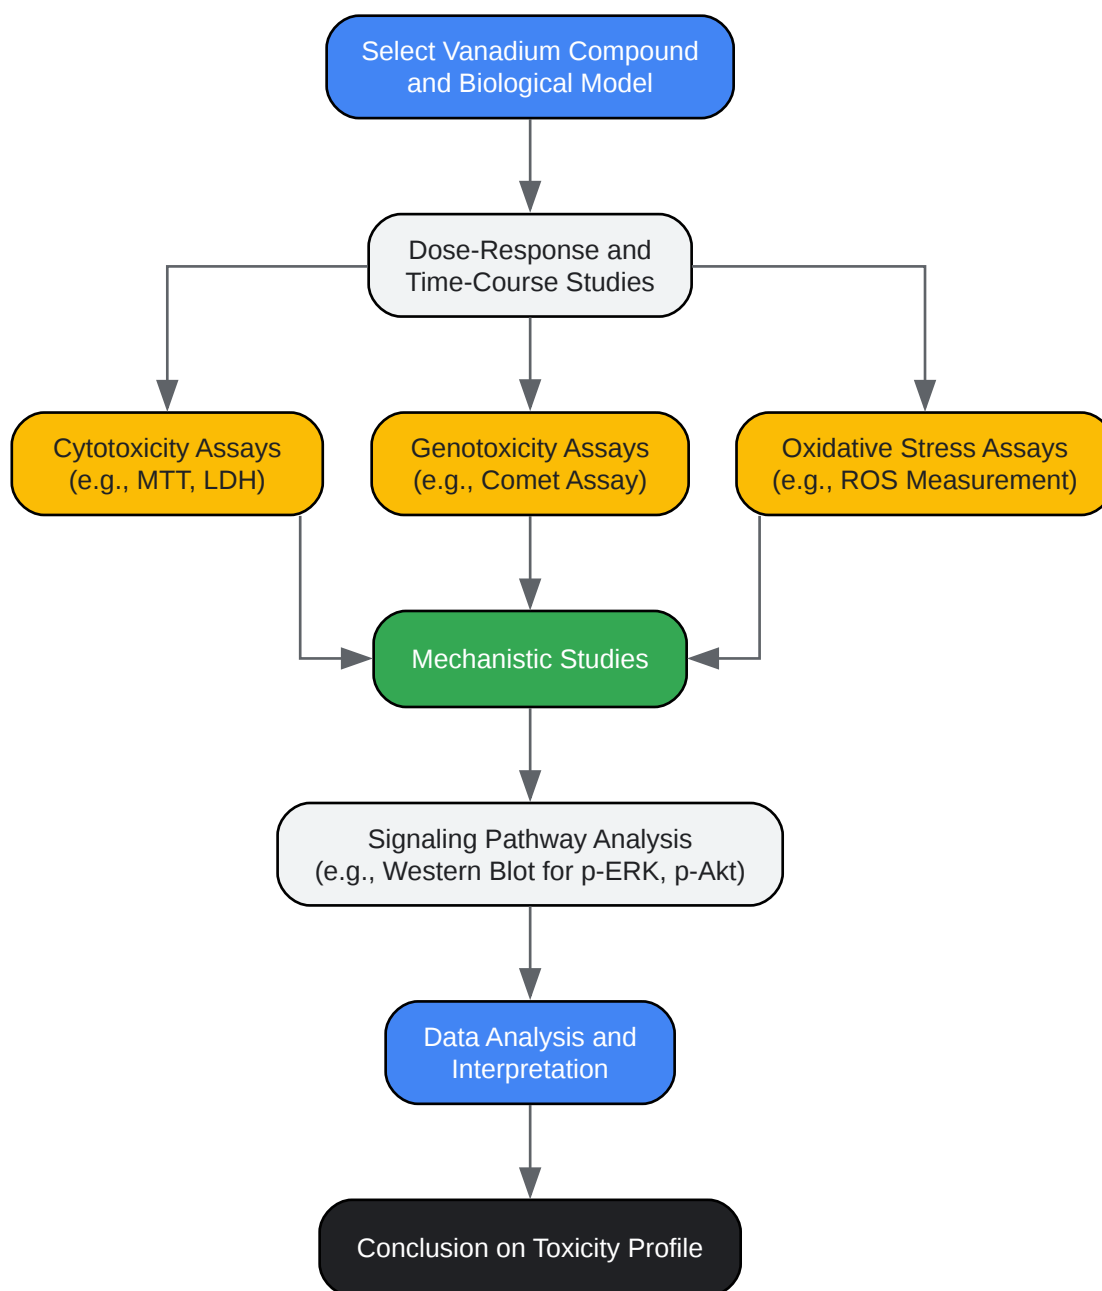 Select Vanadium Compound
and Biological Model
Dose-Response and
Time-Course Studies
Cytotoxicity Assays
(e.g., MTT, LDH)
Genotoxicity Assays
(e.g., Comet Assay)
Oxidative Stress Assays
(e.g., ROS Measurement)
Mechanistic Studies
Signaling Pathway Analysis
(e.g., Western Blot for p-ERK, p-Akt)
Data Analysis and
Interpretation
Conclusion on Toxicity Profile